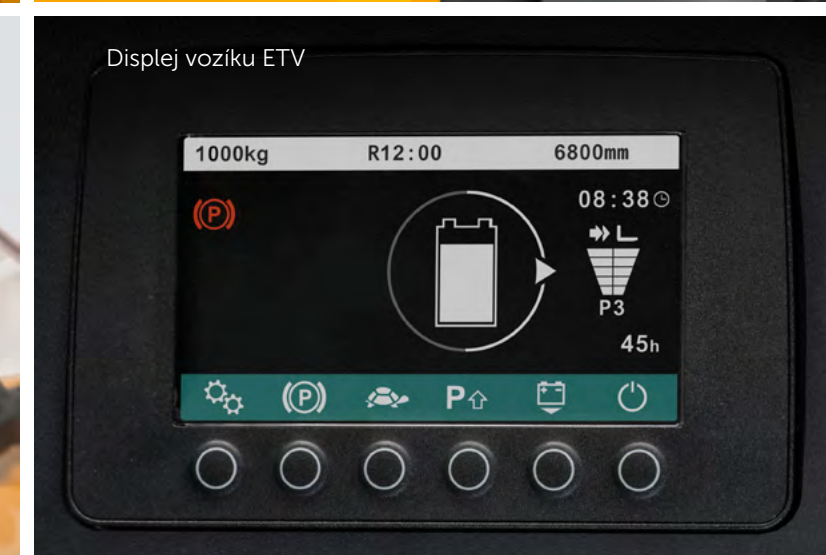 Displej vozíku ETV
1000kg R12:00 6800mm
08:38
P
P3
45h
P P